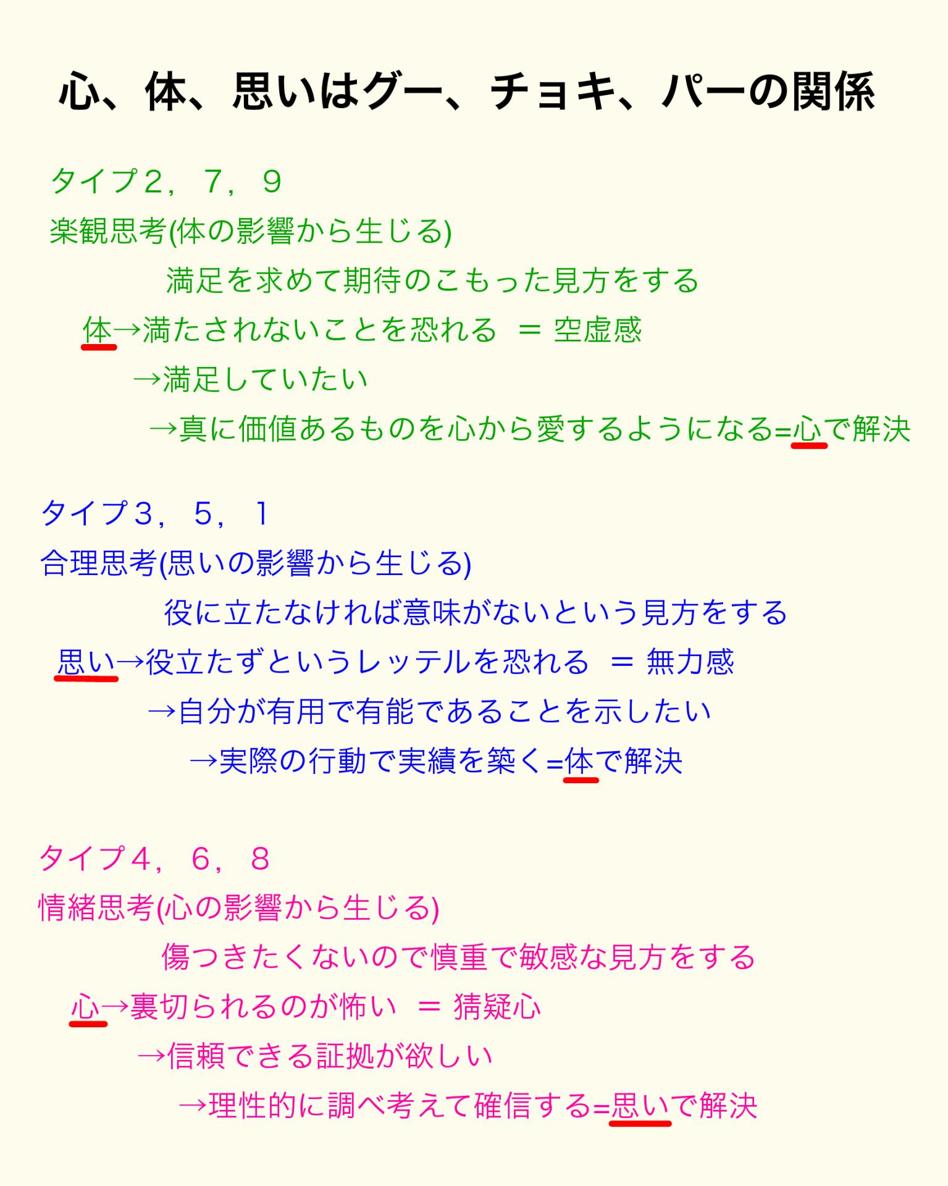 心、体、思いはグー、チョキ、パーの関係
タイプ２，７，９
楽観思考(体の影響から生じる)
満足を求めて期待のこもった見方をする
体→満たされないことを恐れる ＝ 空虚感
→満足していたい
→真に価値あるものを心から愛するようになる=心で解決
タイプ３，５，１
合理思考(思いの影響から生じる)
役に立たなければ意味がないという見方をする
思い→役立たずというレッテルを恐れる ＝ 無力感
→自分が有用で有能であることを示したい
→実際の行動で実績を築く=体で解決
タイプ４，６，８
情緒思考(心の影響から生じる)
傷つきたくないので慎重で敏感な見方をする
心→裏切られるのが怖い ＝ 猜疑心
→信頼できる証拠が欲しい
→理性的に調べ考えて確信する=思いで解決